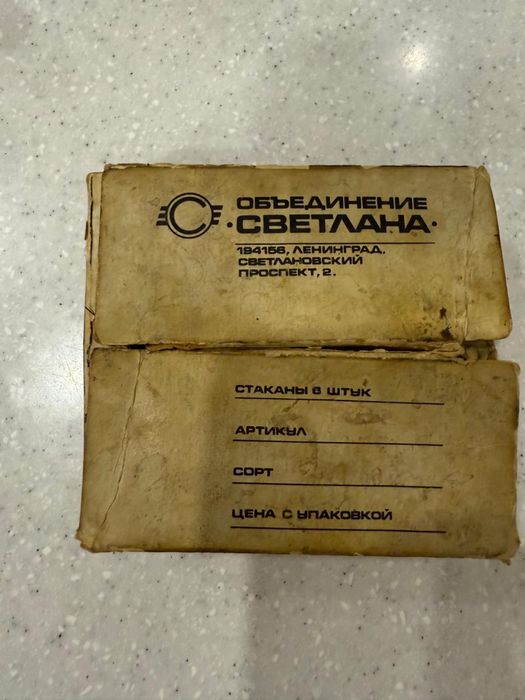 ОБЪЕДИНЕНИЕ
·СВЕТЛАНА·
194156, ЛЕНИНГРАД,
СВЕТЛАНОВСКИЙ
ПРОСПЕКТ, 2.
СТАКАНЫ 6 ШТУК
АРТИКУЛ
СОРТ
ЦЕНА С УПАКОВКОЙ